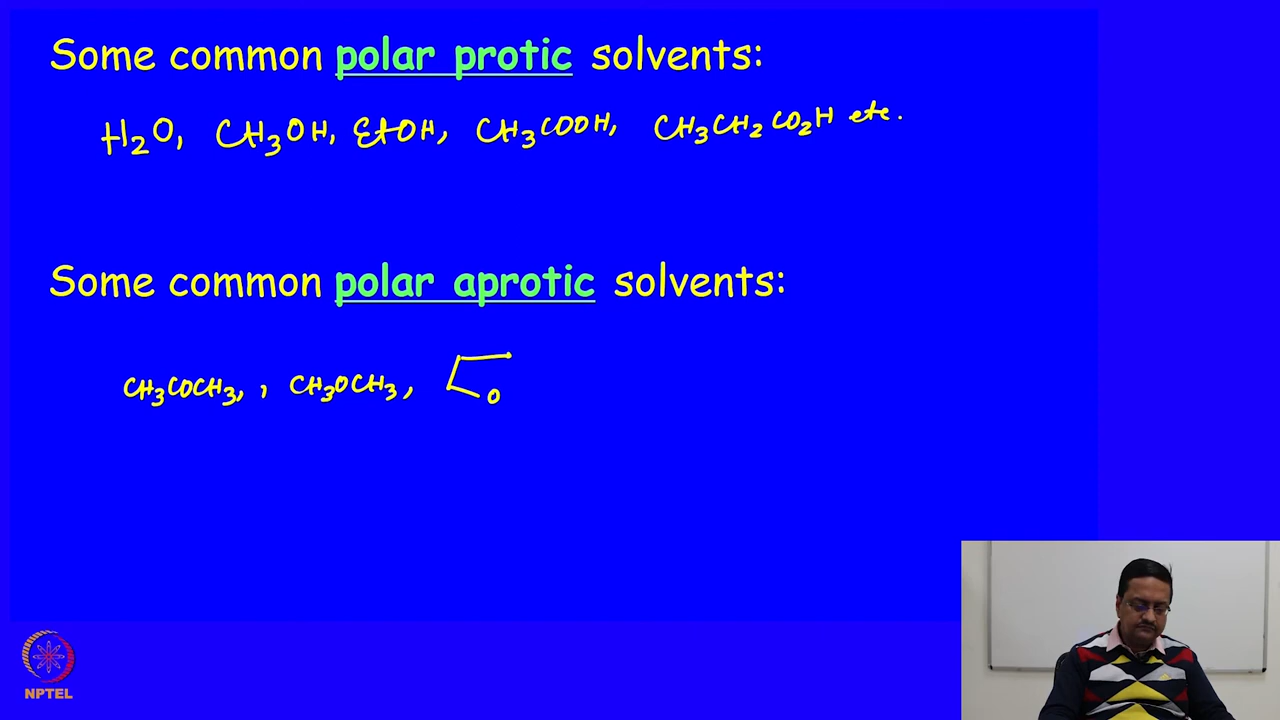 Some common polar protic solvents:
H₂O, CH₃OH, EtOH, CH₃COOH, CH₃CH₂CO₂H etc.
Some common polar aprotic solvents:
CH₃COCH₃, , CH₃OCH₃, O
NPTEL